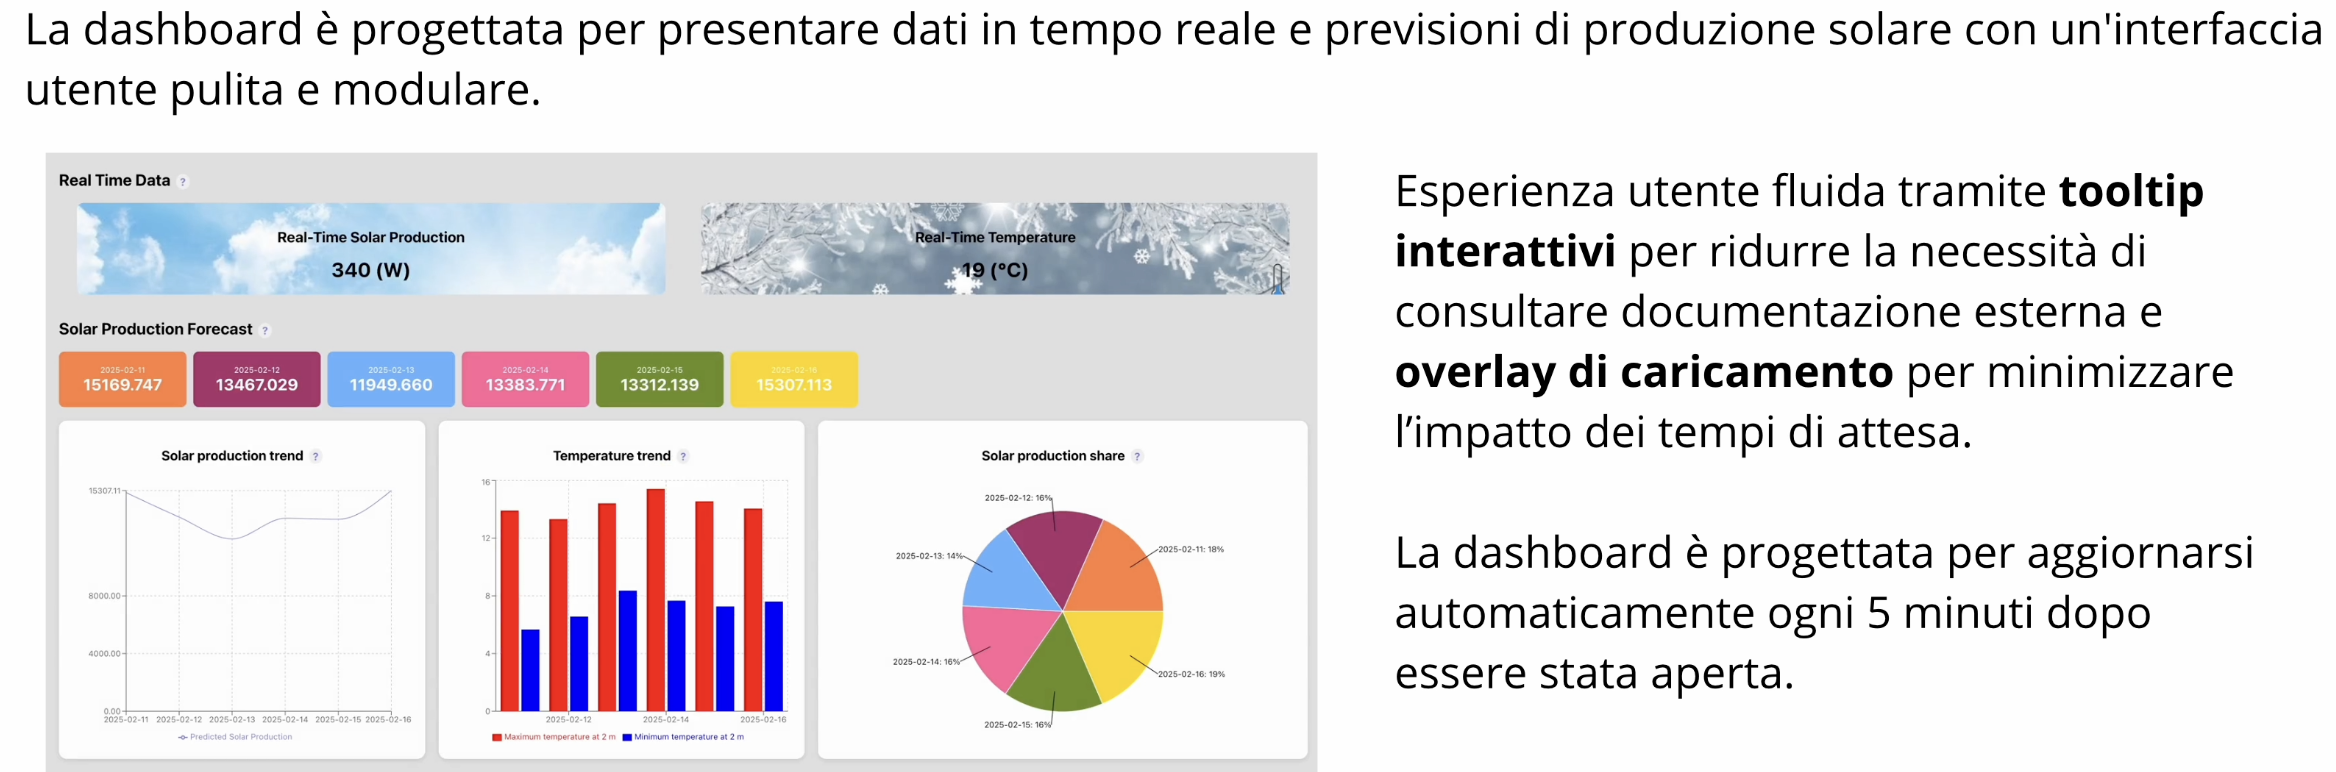 La dashboard è progettata per presentare dati in tempo reale e previsioni di produzione solare con un'interfaccia
utente pulita e modulare.
Real Time Data ?
Real-Time Solar Production
340 (W)
Real-Time Temperature
19 (°C)
Solar Production Forecast ?
2025-02-11
15169.747
2025-02-12
13467.029
2025-02-13
11949.660
2025-02-14
13383.771
2025-02-15
13312.139
2025-02-16
15307.113
Solar production trend ?
15307.11
8000.00
4000.00
0.00
2025-02-11 2025-02-12 2025-02-13 2025-02-14 2025-02-15 2025-02-16
Predicted Solar Production
Temperature trend ?
16
12
8
4
0
2025-02-12 2025-02-14 2025-02-16
Maximum temperature at 2 m Minimum temperature at 2 m
Solar production share ?
2025-02-12: 16%
2025-02-11: 18%
2025-02-13: 14%
2025-02-14: 16%
2025-02-16: 19%
2025-02-15: 16%
Esperienza utente fluida tramite tooltip
interattivi per ridurre la necessità di
consultare documentazione esterna e
overlay di caricamento per minimizzare
l’impatto dei tempi di attesa.
La dashboard è progettata per aggiornarsi
automaticamente ogni 5 minuti dopo
essere stata aperta.